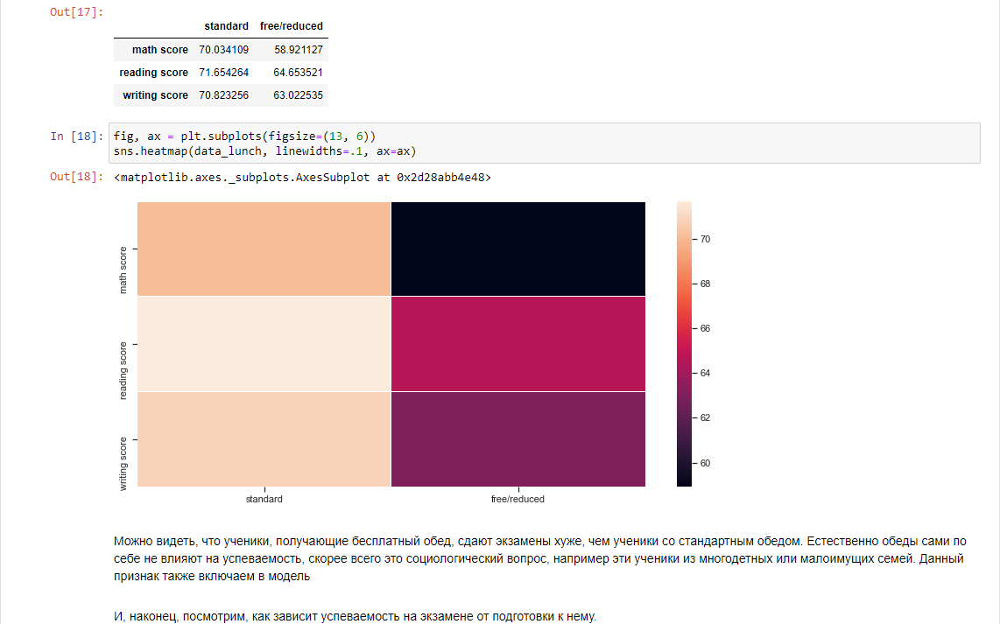 Out[17]:
standard free/reduced
math score 70.034109 58.921127
reading score 71.654264 64.653521
writing score 70.823256 63.022535
In [18]: fig, ax = plt.subplots(figsize=(13, 6))
sns.heatmap(data_lunch, linewidths=.1, ax=ax)
Out[18]: <matplotlib.axes._subplots.AxesSubplot at 0x2d28abb4e48>
math score
reading score
writing score
standard free/reduced
70
68
66
64
62
60
Можно видеть, что ученики, получающие бесплатный обед, сдают экзамены хуже, чем ученики со стандартным обедом. Естественно обеды сами по
себе не влияют на успеваемость, скорее всего это социологический вопрос, например эти ученики из многодетных или малоимущих семей. Данный
признак также включаем в модель
И, наконец, посмотрим, как зависит успеваемость на экзамене от подготовки к нему.